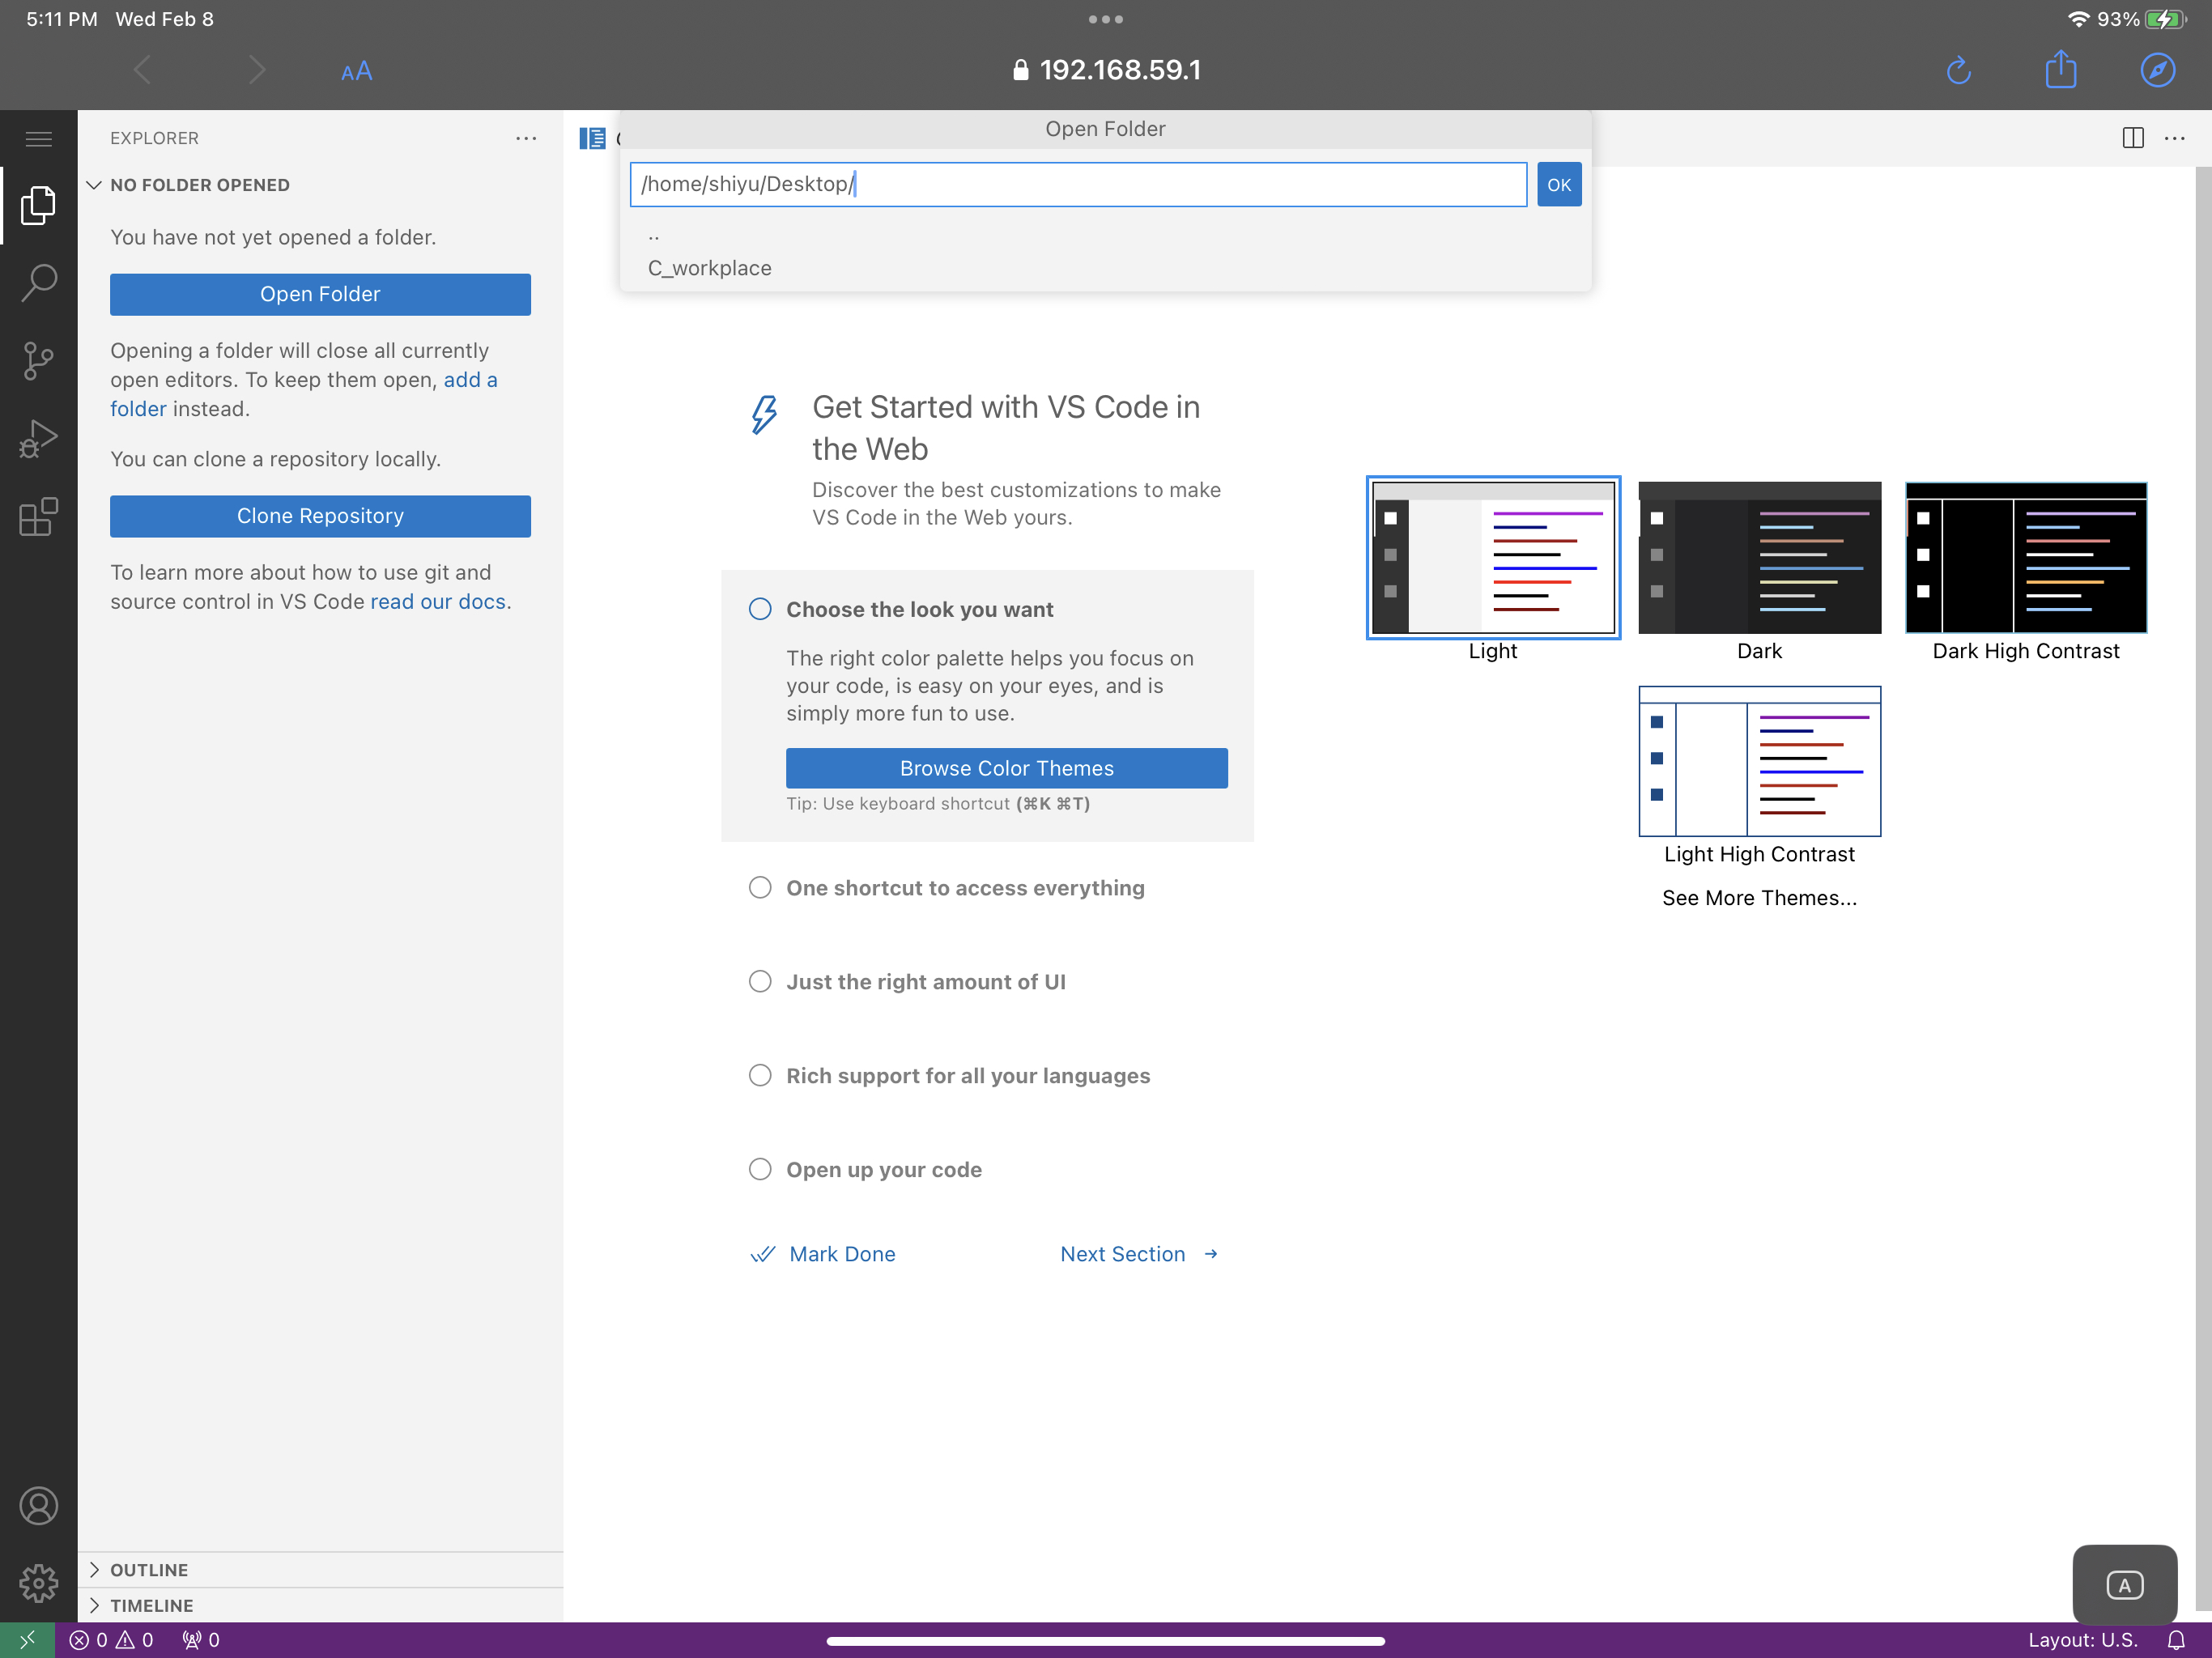 5:11 PM Wed Feb 8
93%
AA
192.168.59.1
EXPLORER
Open Folder
/home/shiyu/Desktop/
OK
..
C_workplace
NO FOLDER OPENED
You have not yet opened a folder.
Open Folder
Opening a folder will close all currently
open editors. To keep them open, add a
folder instead.
You can clone a repository locally.
Clone Repository
To learn more about how to use git and
source control in VS Code read our docs.
Get Started with VS Code in
the Web
Discover the best customizations to make
VS Code in the Web yours.
Choose the look you want
The right color palette helps you focus on
your code, is easy on your eyes, and is
simply more fun to use.
Browse Color Themes
Tip: Use keyboard shortcut (⌘K ⌘T)
One shortcut to access everything
Just the right amount of UI
Rich support for all your languages
Open up your code
Mark Done
Next Section →
Light
Dark
Dark High Contrast
Light High Contrast
See More Themes...
OUTLINE
TIMELINE
A
0 0 0
Layout: U.S.